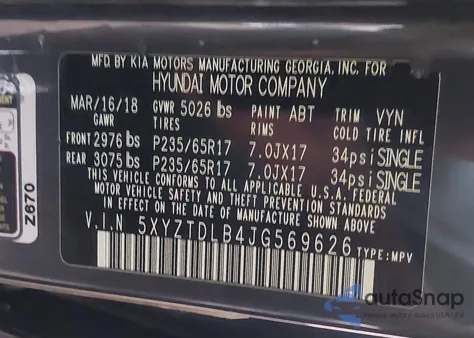 MFD. BY KIA MOTORS MANUFACTURING GEORGIA, INC. FOR
HYUNDAI MOTOR COMPANY
MAR/16/18 GVWR 5026 lbs PAINT ABT TRIM VYN
GAWR TIRES RIMS COLD TIRE INFL
FRONT 2976 lbs P235/65R17 7.0JX17 34psi SINGLE
REAR 3075 lbs P235/65R17 7.0JX17 34psi SINGLE
THIS VEHICLE CONFORMS TO ALL APPLICABLE U.S.A. FEDERAL
MOTOR VEHICLE SAFETY AND THEFT PREVENTION STANDARDS
IN EFFECT ON THE DATE OF MANUFACTURE SHOWN ABOVE
V.I.N 5XYZTDLB4JG569626 TYPE: MPV
Z670
autaSnap